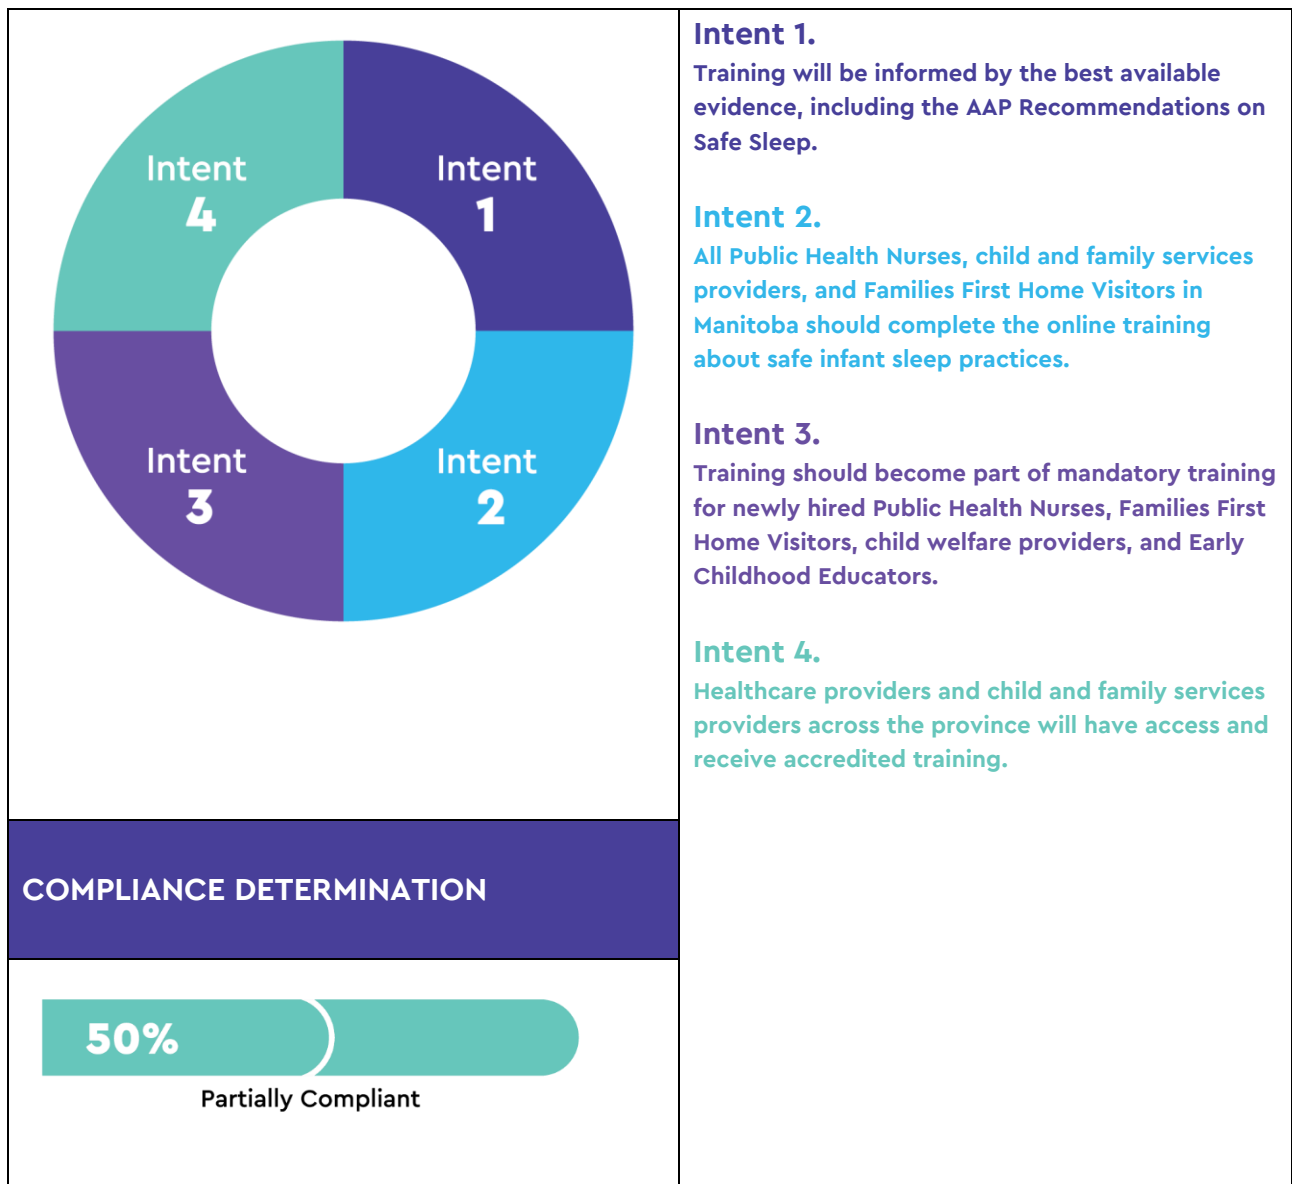 Intent
4
Intent
1
Intent
3
Intent
2
COMPLIANCE DETERMINATION
50%
Partially Compliant
Intent 1.
Training will be informed by the best available
evidence, including the AAP Recommendations on
Safe Sleep.
Intent 2.
All Public Health Nurses, child and family services
providers, and Families First Home Visitors in
Manitoba should complete the online training
about safe infant sleep practices.
Intent 3.
Training should become part of mandatory training
for newly hired Public Health Nurses, Families First
Home Visitors, child welfare providers, and Early
Childhood Educators.
Intent 4.
Healthcare providers and child and family services
providers across the province will have access and
receive accredited training.